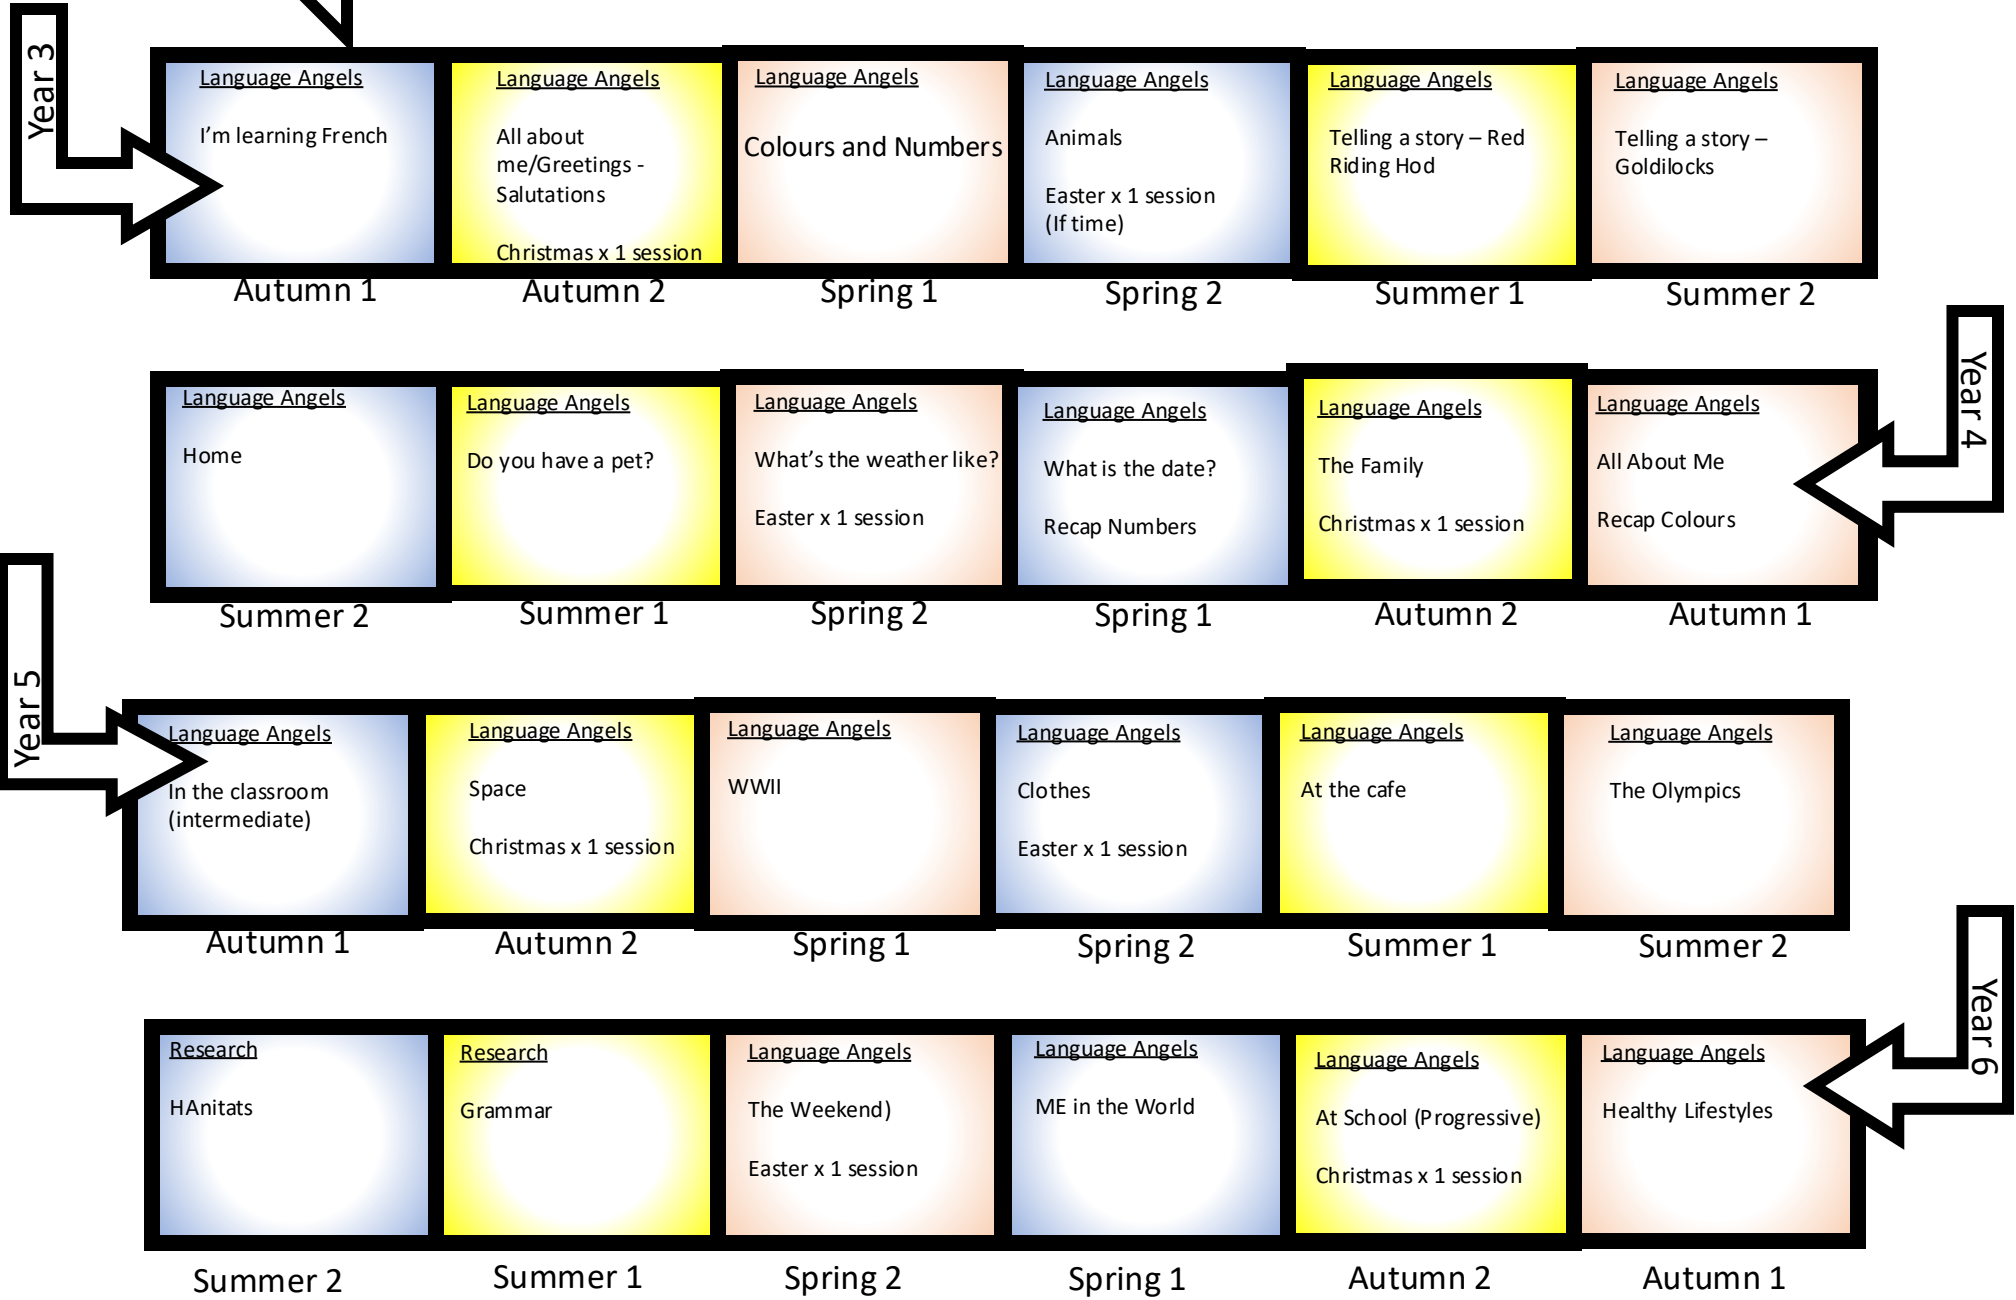 Year 3
Language Angels
I'm learning French
Autumn 1
Language Angels
All about
me/Greetings -
Salutations
Christmas x 1 session
Autumn 2
Language Angels
Colours and Numbers
Spring 1
Language Angels
Animals
Easter x 1 session
(If time)
Spring 2
Language Angels
Telling a story – Red
Riding Hod
Summer 1
Language Angels
Telling a story –
Goldilocks
Summer 2
Year 4
Language Angels
Home
Summer 2
Language Angels
Do you have a pet?
Summer 1
Language Angels
What's the weather like?
Easter x 1 session
Spring 2
Language Angels
What is the date?
Recap Numbers
Spring 1
Language Angels
The Family
Christmas x 1 session
Autumn 2
Language Angels
All About Me
Recap Colours
Autumn 1
Year 5
Language Angels
In the classroom
(intermediate)
Autumn 1
Language Angels
Space
Christmas x 1 session
Autumn 2
Language Angels
WWII
Spring 1
Language Angels
Clothes
Easter x 1 session
Spring 2
Language Angels
At the cafe
Summer 1
Language Angels
The Olympics
Summer 2
Year 6
Research
HAnitats
Summer 2
Research
Grammar
Summer 1
Language Angels
The Weekend)
Easter x 1 session
Spring 2
Language Angels
ME in the World
Spring 1
Language Angels
At School (Progressive)
Christmas x 1 session
Autumn 2
Language Angels
Healthy Lifestyles
Autumn 1